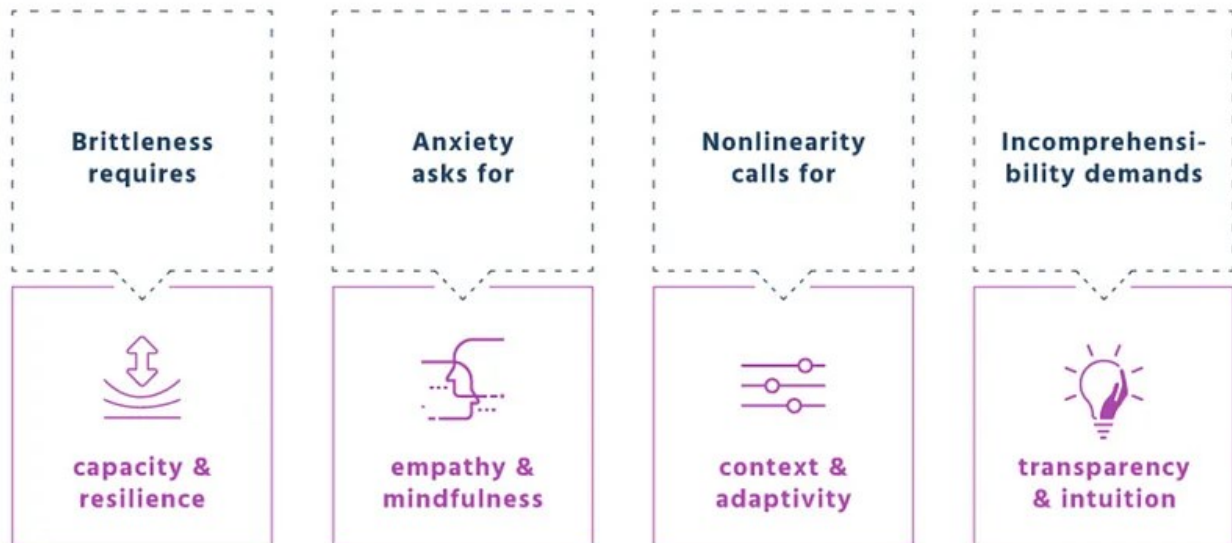 Brittleness
requires
Anxiety
asks for
Nonlinearity
calls for
Incomprehensi-
bility demands
capacity &
resilience
empathy &
mindfulness
context &
adaptivity
transparency
& intuition